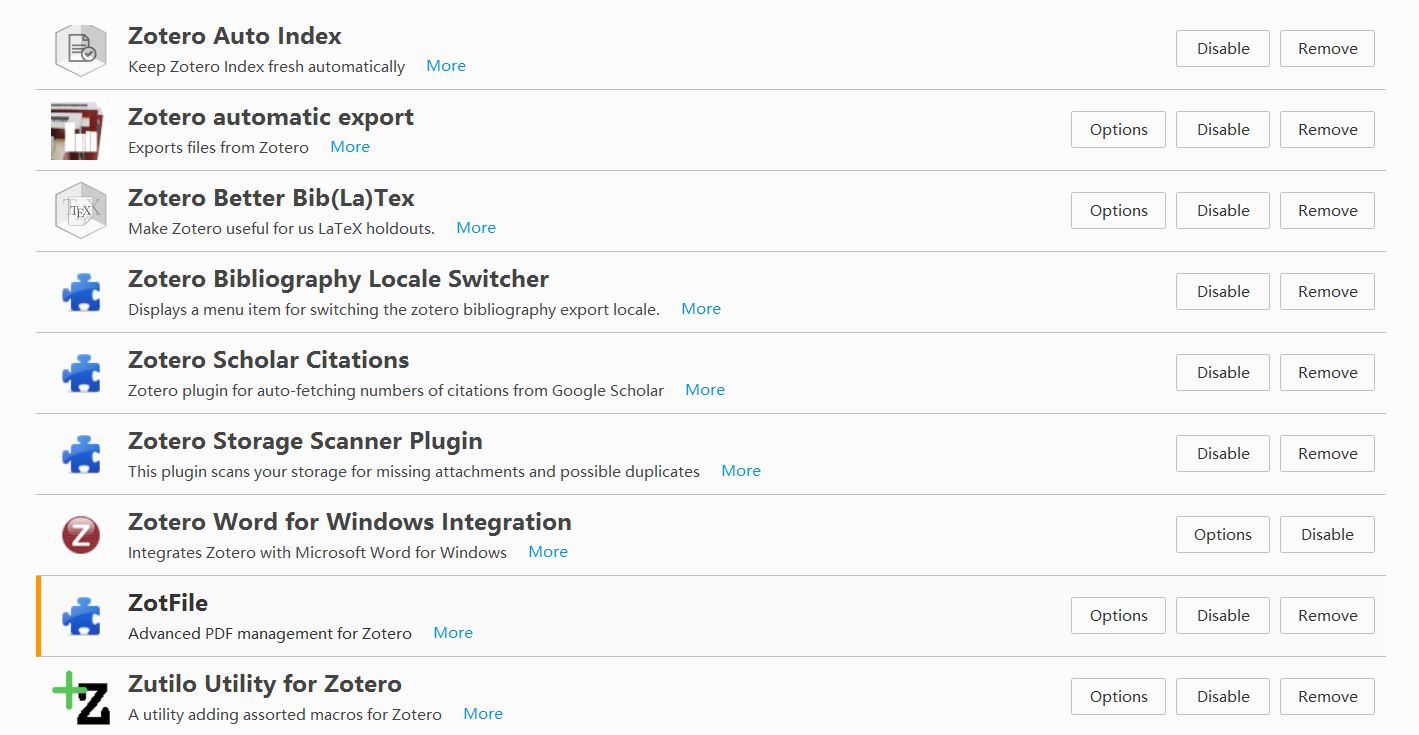 Zotero Auto Index
Keep Zotero Index fresh automatically More
Disable Remove
Zotero automatic export
Exports files from Zotero More
Options Disable Remove
Zotero Better Bib(La)Tex
Make Zotero useful for us LaTeX holdouts. More
TEX
Options Disable Remove
Zotero Bibliography Locale Switcher
Displays a menu item for switching the zotero bibliography export locale. More
Disable Remove
Zotero Scholar Citations
Zotero plugin for auto-fetching numbers of citations from Google Scholar More
Disable Remove
Zotero Storage Scanner Plugin
This plugin scans your storage for missing attachments and possible duplicates More
Disable Remove
Z
Zotero Word for Windows Integration
Integrates Zotero with Microsoft Word for Windows More
Options Disable
ZotFile
Advanced PDF management for Zotero More
Options Disable Remove
Z
Zutilo Utility for Zotero
A utility adding assorted macros for Zotero More
Options Disable Remove